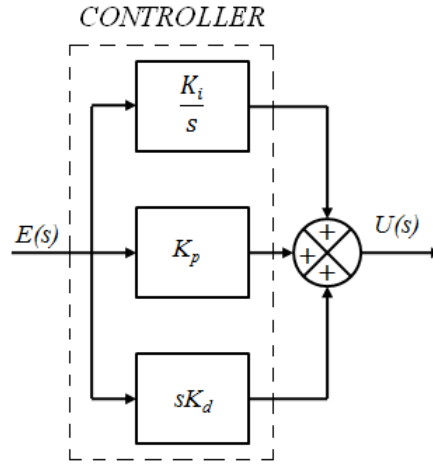 CONTROLLER
K_i
s
E(s)
K_p
+
+
+
U(s)
sK_d